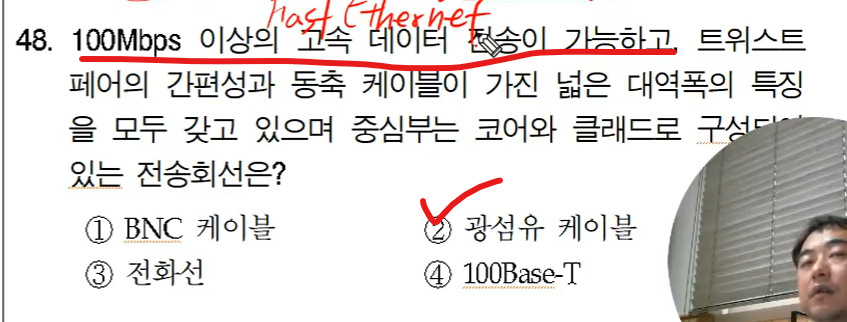 Fast Ethernet
48. 100Mbps 이상의 고속 데이터 전송이 가능하고, 트위스트
페어의 간편성과 동축 케이블이 가진 넓은 대역폭의 특징
을 모두 갖고 있으며 중심부는 코어와 클래드로 구성되어
있는 전송회선은?
① BNC 케이블
② 광섬유 케이블
③ 전화선
④ 100Base-T